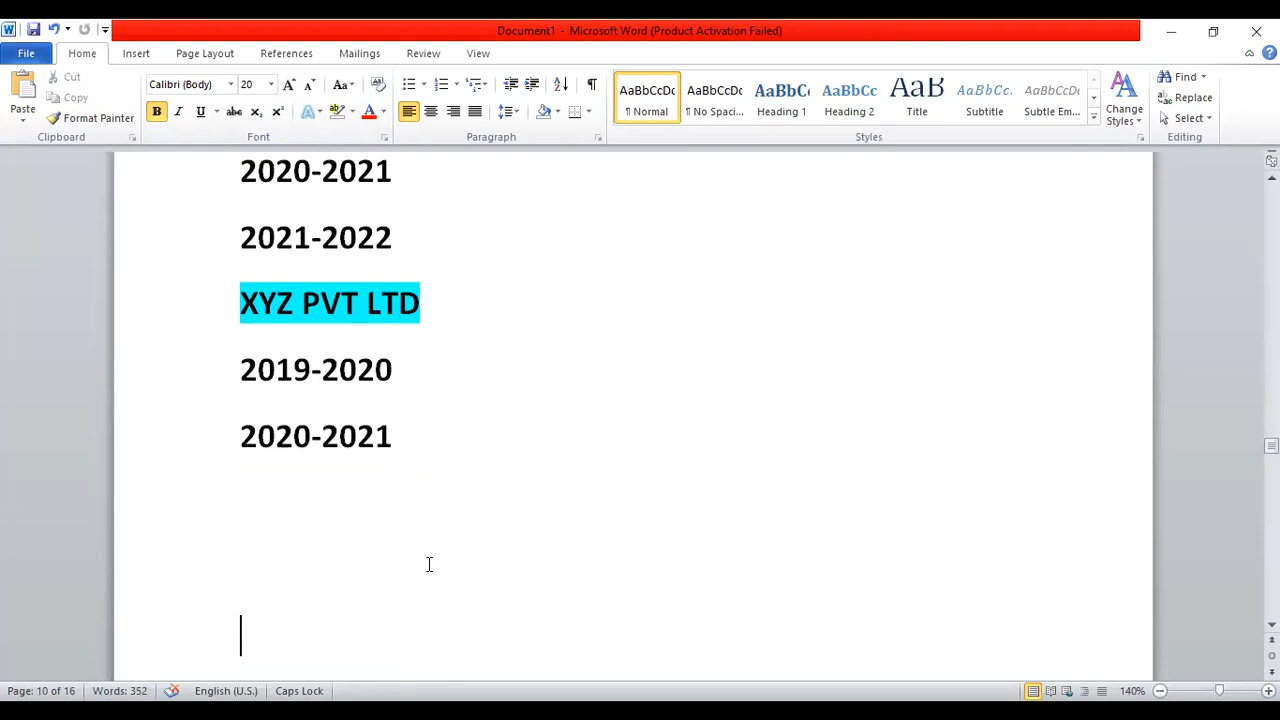 Document1 - Microsoft Word (Product Activation Failed)
File Home Insert Page Layout References Mailings Review View
Paste
Cut
Copy
Format Painter
Clipboard
Calibri (Body) 20
Font
Paragraph
AaBbCcDc AaBbCcDc AaBbCc AaBbCc AaB AaBbCc. AaBbCcDc
¶ Normal ¶ No Spaci... Heading 1 Heading 2 Title Subtitle Subtle Em...
Change Styles
Styles
Find
Replace
Select
Editing
2020-2021
2021-2022
XYZ PVT LTD
2019-2020
2020-2021
Page: 10 of 16 Words: 352 English (U.S.) Caps Lock 140%